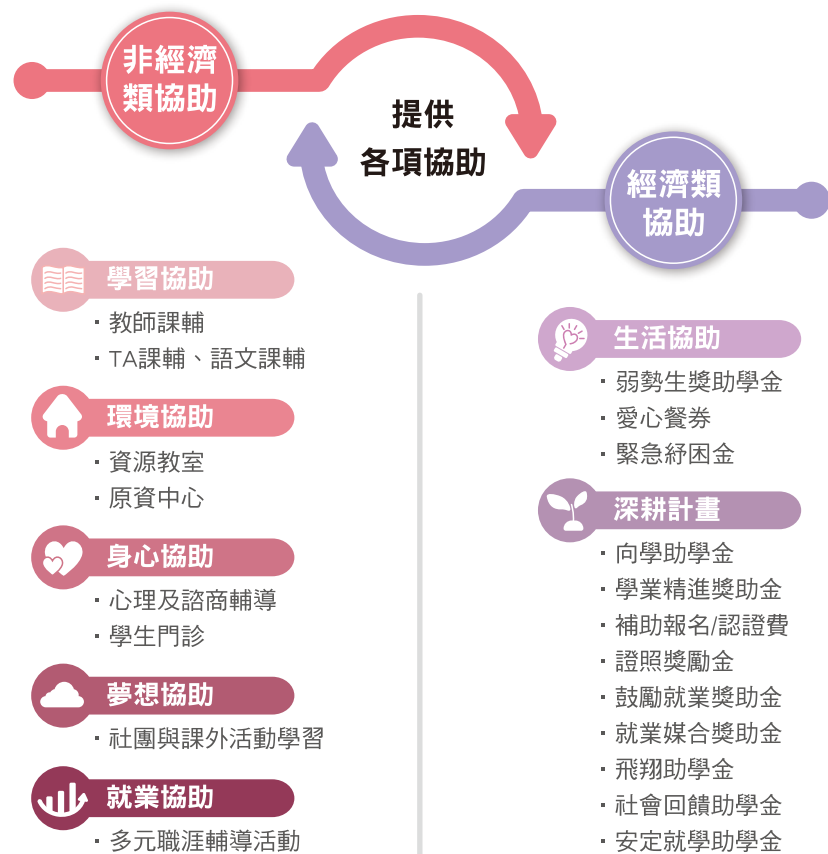 非經濟
類協助
提供
各項協助
經濟類
協助
學習協助
・教師課輔
・TA課輔、語文課輔
環境協助
・資源教室
・原資中心
身心協助
・心理及諮商輔導
・學生門診
夢想協助
・社團與課外活動學習
就業協助
・多元職涯輔導活動
生活協助
・弱勢生獎助學金
・愛心餐券
・緊急紓困金
深耕計畫
・向學助學金
・學業精進獎助金
・補助報名/認證費
・證照獎勵金
・鼓勵就業獎助金
・就業媒合獎助金
・飛翔助學金
・社會回饋助學金
・安定就學助學金